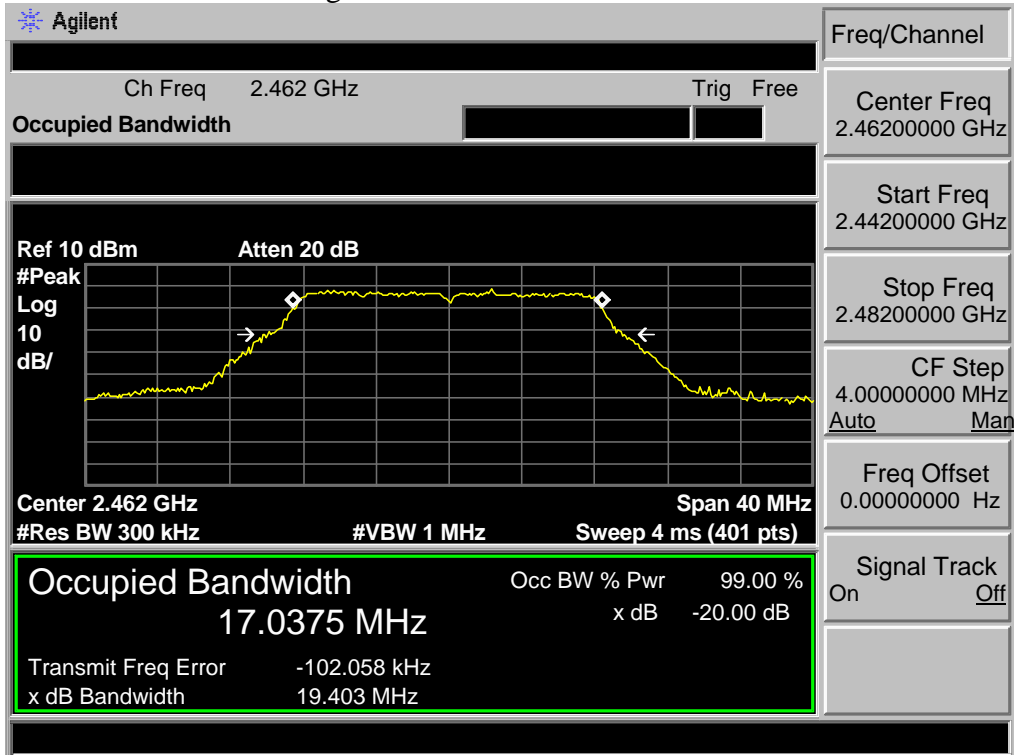 Agilent
Freq/Channel
Ch Freq 2.462 GHz Trig Free
Occupied Bandwidth
Center Freq
2.46200000 GHz
Start Freq
2.44200000 GHz
Stop Freq
2.48200000 GHz
CF Step
4.00000000 MHz
Auto Man
Freq Offset
0.00000000 Hz
Signal Track
On Off
Ref 10 dBm Atten 20 dB
#Peak
Log
10
dB/
Center 2.462 GHz Span 40 MHz
#Res BW 300 kHz #VBW 1 MHz Sweep 4 ms (401 pts)
Occupied Bandwidth Occ BW % Pwr 99.00 %
17.0375 MHz x dB -20.00 dB
Transmit Freq Error -102.058 kHz
x dB Bandwidth 19.403 MHz